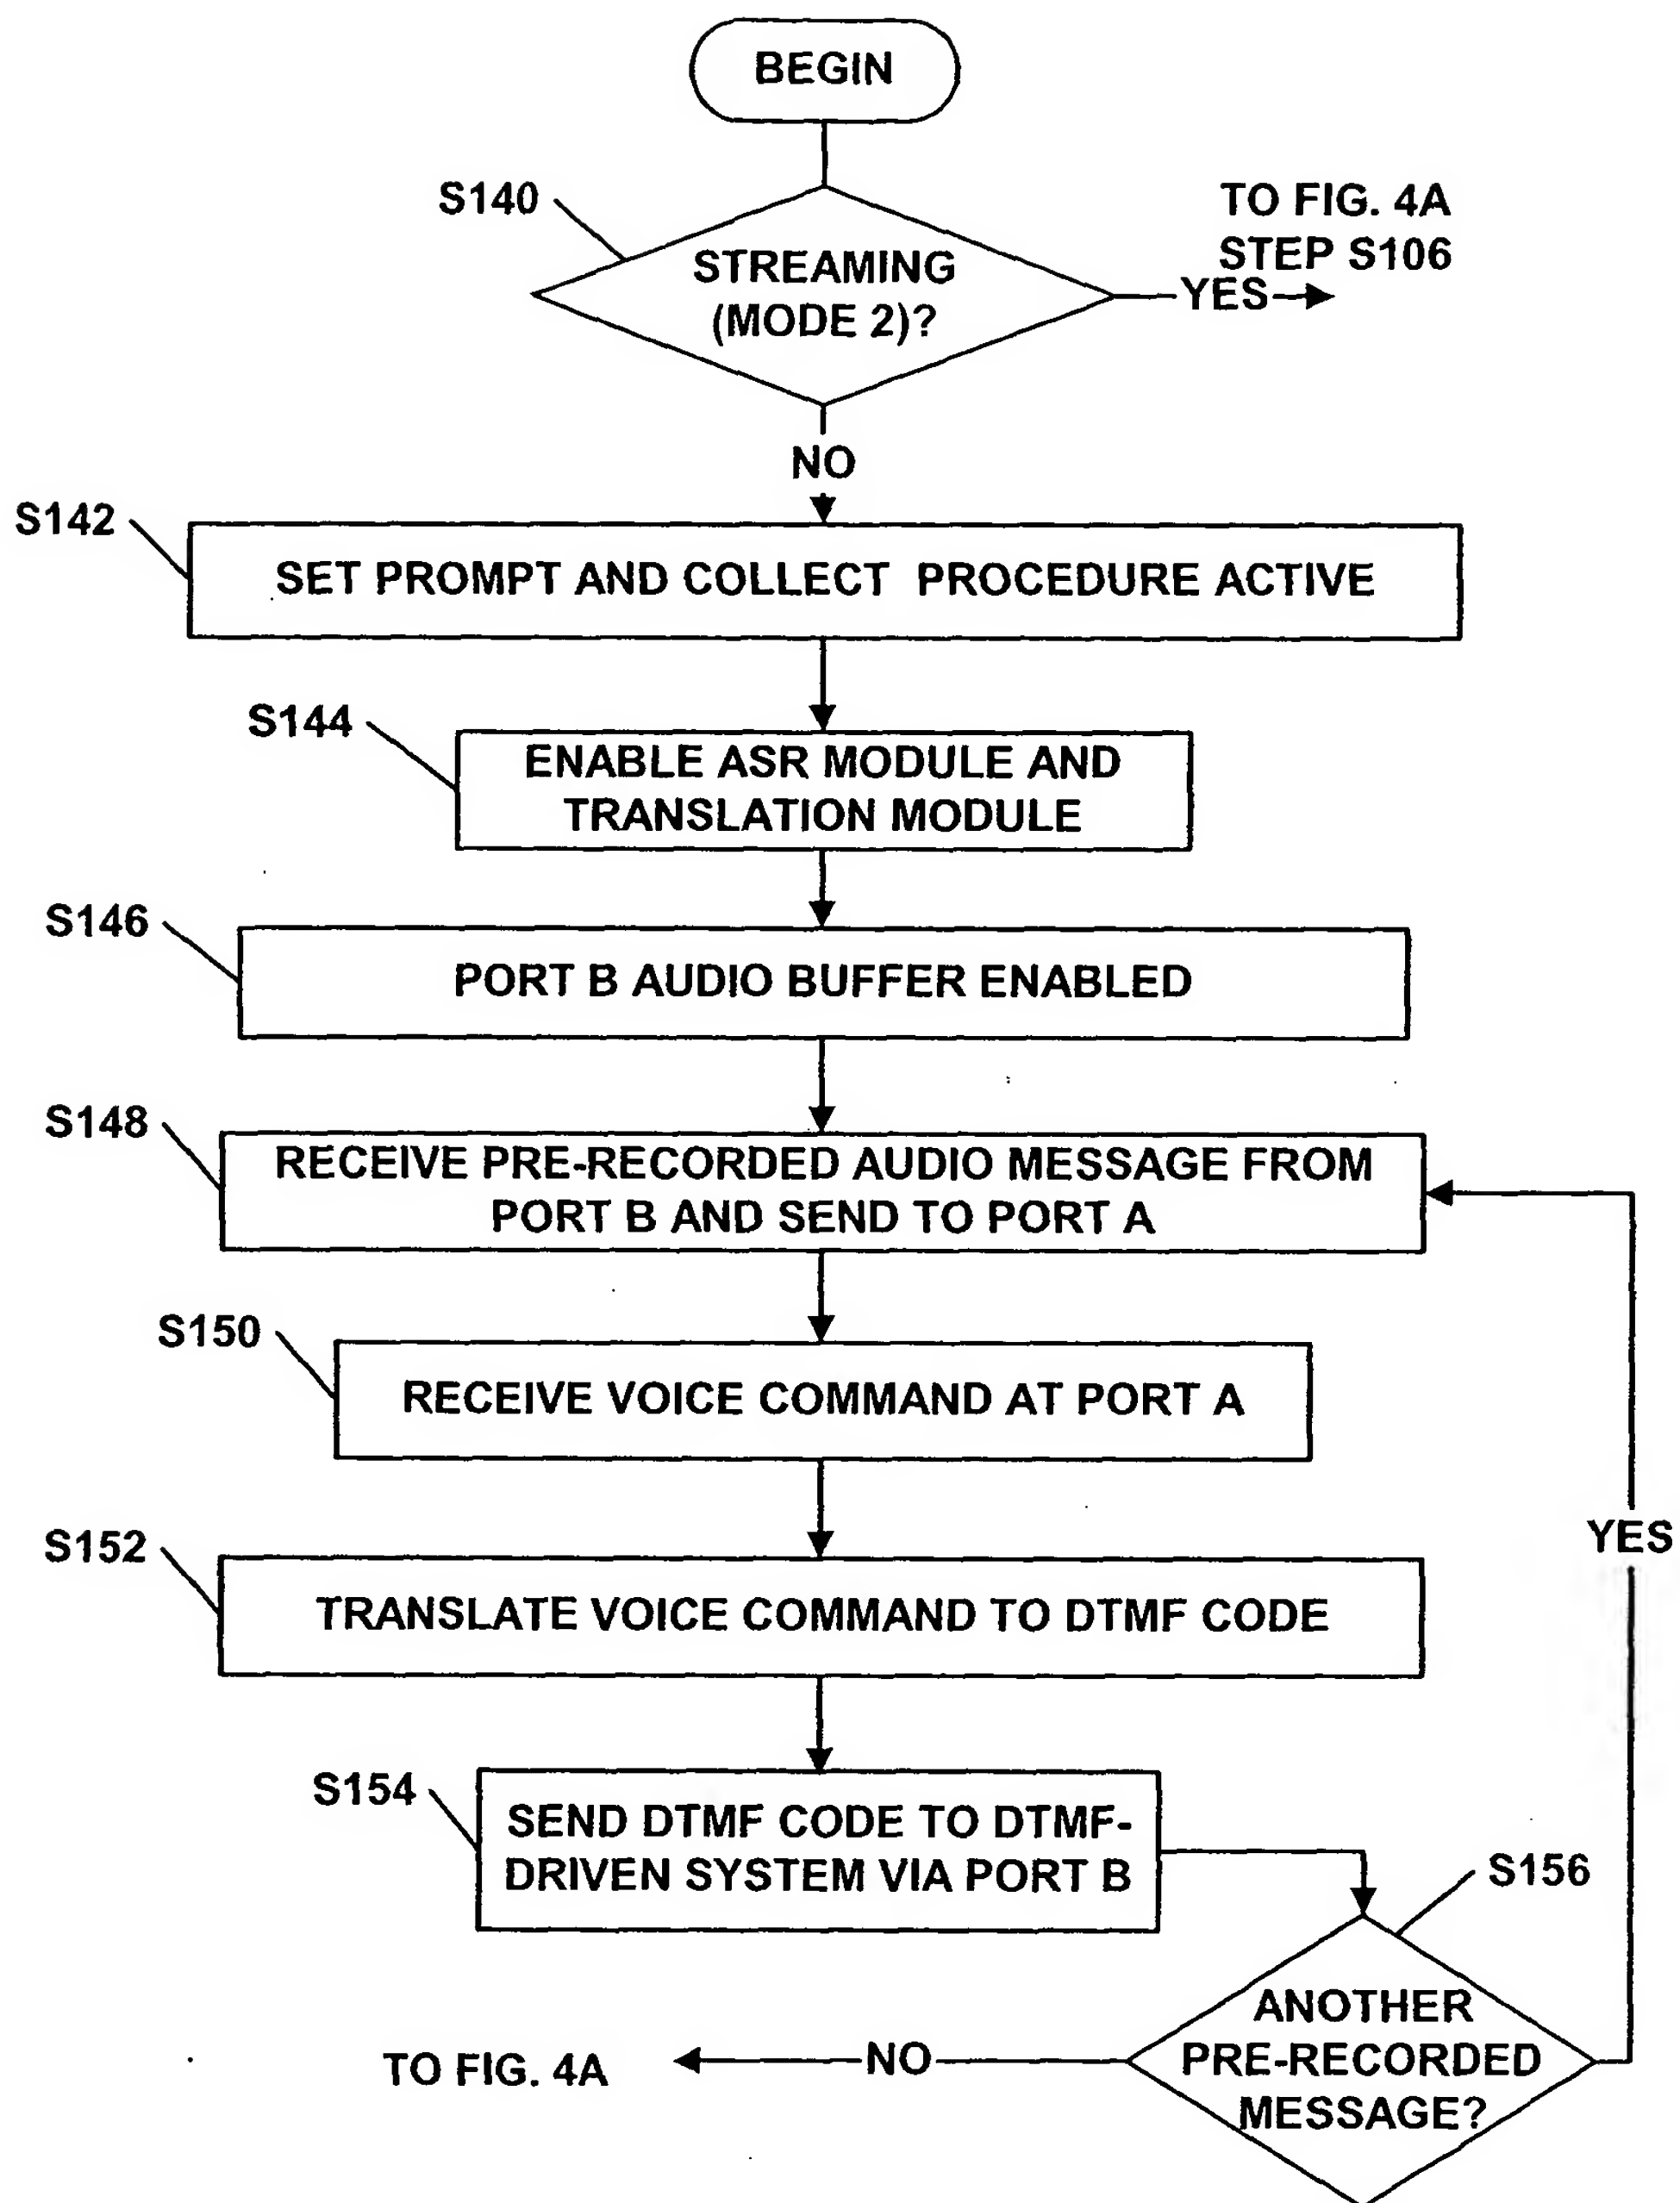 BEGIN
S140
STREAMING
(MODE 2)?
TO FIG. 4A
STEP S106
YES
NO
S142
SET PROMPT AND COLLECT PROCEDURE ACTIVE
S144
ENABLE ASR MODULE AND
TRANSLATION MODULE
S146
PORT B AUDIO BUFFER ENABLED
S148
RECEIVE PRE-RECORDED AUDIO MESSAGE FROM
PORT B AND SEND TO PORT A
S150
RECEIVE VOICE COMMAND AT PORT A
YES
S152
TRANSLATE VOICE COMMAND TO DTMF CODE
S154
SEND DTMF CODE TO DTMF-
DRIVEN SYSTEM VIA PORT B
S156
ANOTHER
PRE-RECORDED
MESSAGE?
NO
TO FIG. 4A